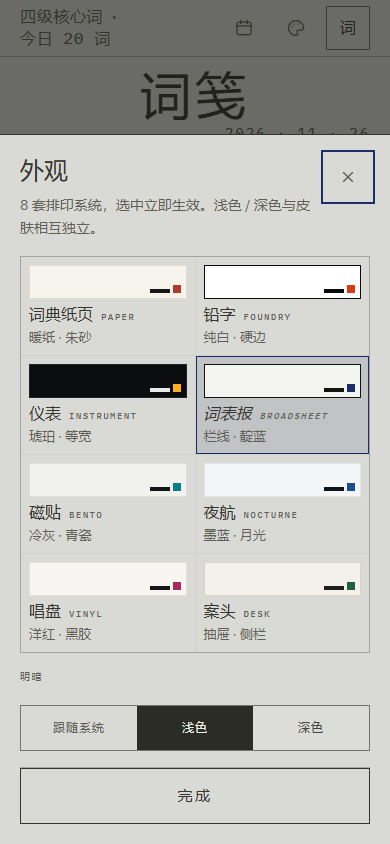 四级核心词 ·
今日 20 词
词
词笺
2026 · 11 · 26
外观
×
8 套排印系统，选中立即生效。浅色 / 深色与皮
肤相互独立。
词典纸页 PAPER
暖纸 · 朱砂
铅字 FOUNDRY
纯白 · 硬边
仪表 INSTRUMENT
琥珀 · 等宽
词表报 BROADSHEET
栏线 · 靛蓝
磁贴 BENTO
冷灰 · 青瓷
夜航 NOCTURNE
墨蓝 · 月光
唱盘 VINYL
洋红 · 黑胶
案头 DESK
抽屉 · 侧栏
明暗
跟随系统
浅色
深色
完成